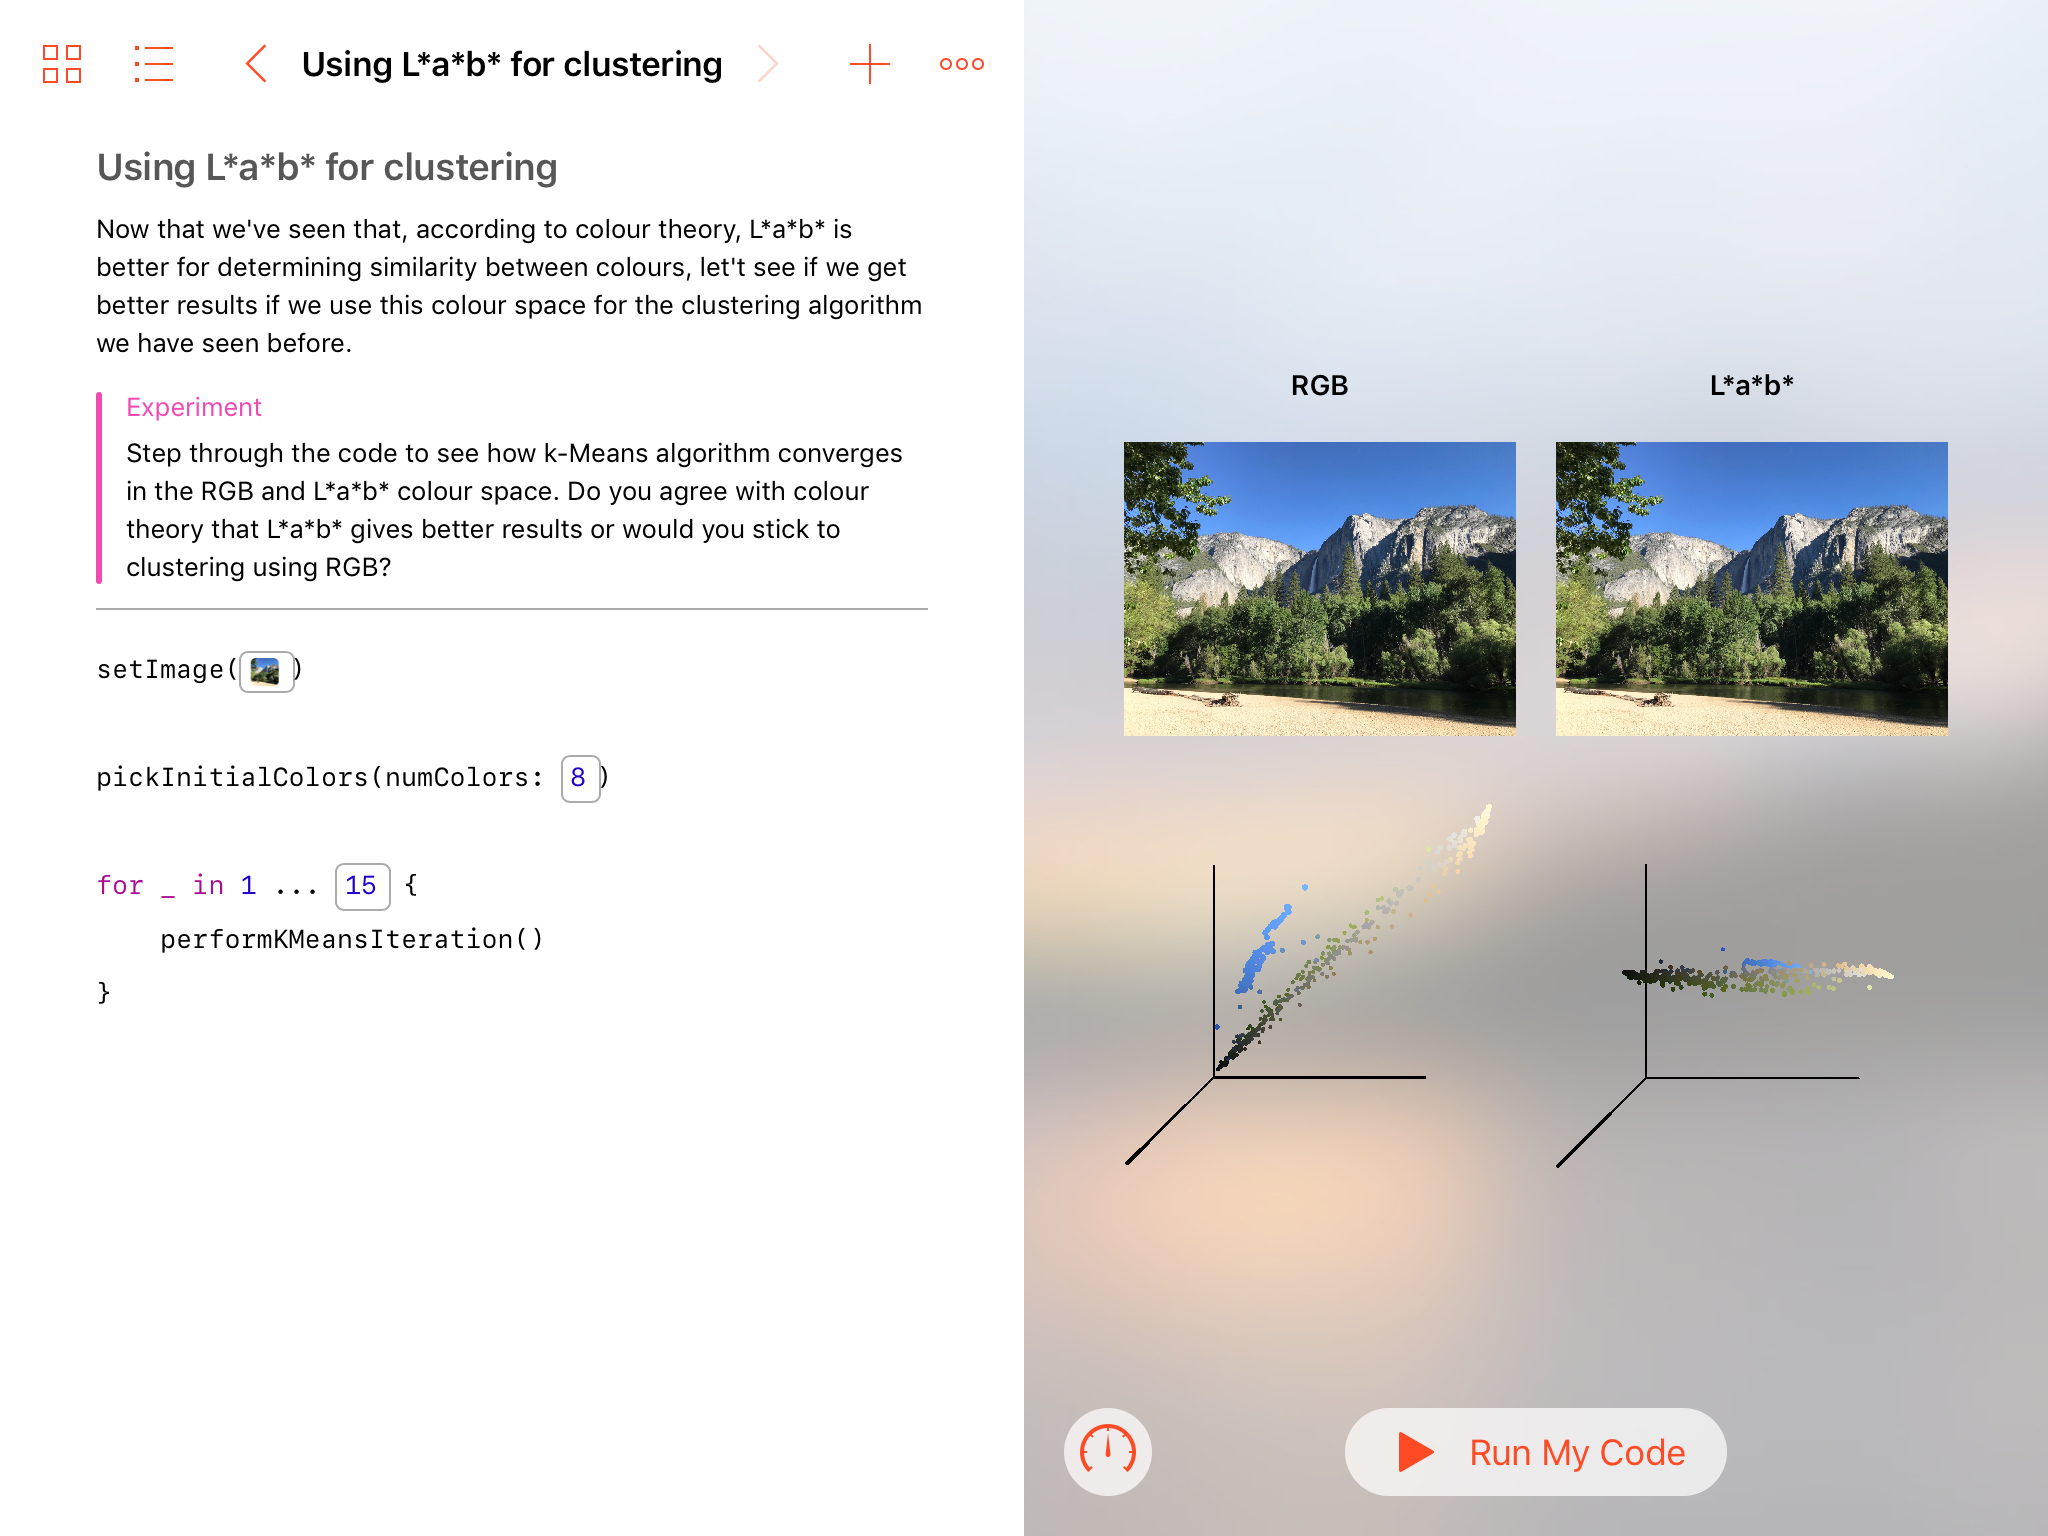 Using L*a*b* for clustering
Using L*a*b* for clustering
Now that we've seen that, according to colour theory, L*a*b* is
better for determining similarity between colours, let's see if we get
better results if we use this colour space for the clustering algorithm
we have seen before.
Experiment
Step through the code to see how k-Means algorithm converges
in the RGB and L*a*b* colour space. Do you agree with colour
theory that L*a*b* gives better results or would you stick to
clustering using RGB?
setImage()
pickInitialColors(numColors: 8)
for _ in 1 ... 15 {
performKMeansIteration()
}
RGB
L*a*b*
Run My Code